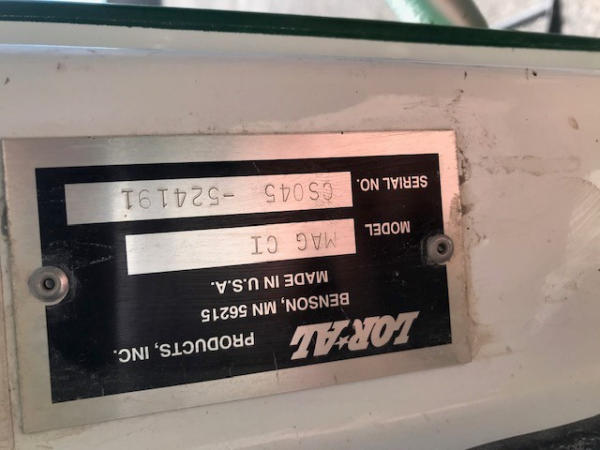 LOR★AL PRODUCTS, INC.
BENSON, MN 56215
MADE IN U.S.A.
MODEL MAG CI
SERIAL NO. CS045 -524191